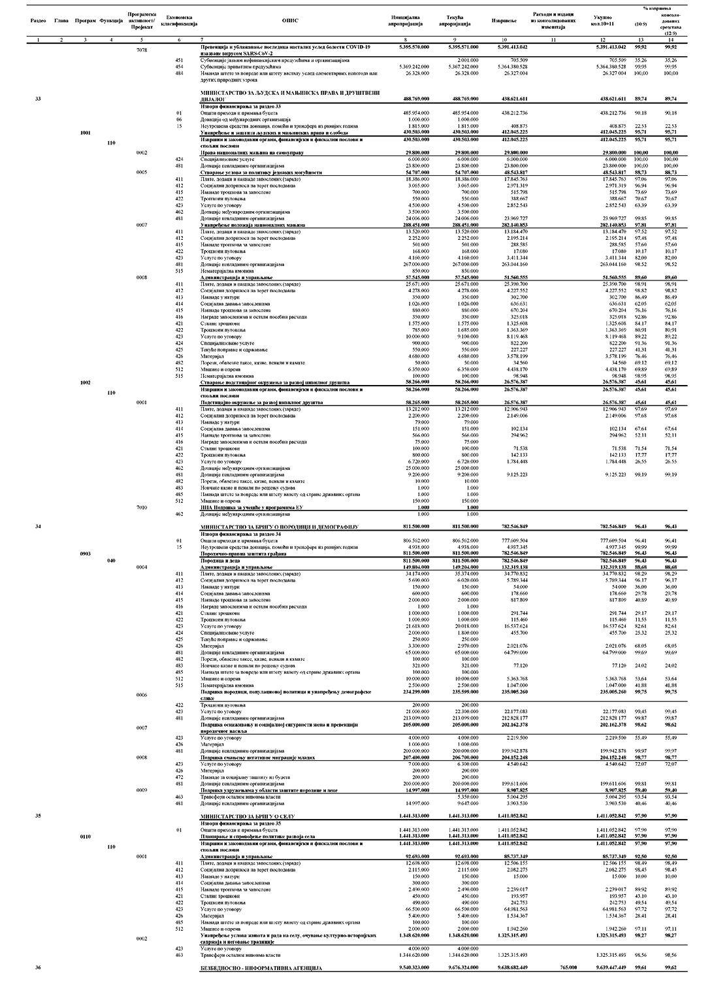 Раздео Глава Програм Функција Програмска активност/ Пројекат Економска класификација ОПИС Иницијална апропријација Текућа апропријација Извршење Расходи и издаци из консолидованих извештаја Укупно кол.10+11 % извршења (10:9) консоли-дованих средстава (12:9)
1 2 3 4 5 6 7 8 9 10 11 12 13 14
7078 Превенција и ублажавање последица насталих услед болести COVID-19 изазване вирусом SARS-CoV-2 5.395.570.000 5.395.571.000 5.391.413.042 5.391.413.042 99,92 99,92
451 Субвенције јавним нефинансијским предузећима и организацијама 2.001.000 705.509 705.509 35,26 35,26
454 Субвенције приватним предузећима 5.369.242.000 5.367.242.000 5.364.380.528 5.364.380.528 99,95 99,95
484 Накнада штете за повреде или штету насталу услед елементарних непогода или других природних узрока 26.328.000 26.328.000 26.327.004 26.327.004 100,00 100,00
33 МИНИСТАРСТВО ЗА ЉУДСКА И МАЊИНСКА ПРАВА И ДРУШТВЕНИ ДИЈАЛОГ 488.769.000 488.769.000 438.621.611 438.621.611 89,74 89,74
Извори финансирања за раздео 33
01 Општи приходи и примања буџета 485.954.000 485.954.000 438.212.736 438.212.736 90,18 90,18
06 Донације од међународних организација 1.000.000 1.000.000
15 Неутрошена средства донација, помоћи и трансфера из ранијих година 1.815.000 1.815.000 408.875 408.875 22,53 22,53
1001 Унапређење и заштита људских и мањинских права и слобода 430.503.000 430.503.000 412.045.225 412.045.225 95,71 95,71
110 Извршни и законодавни органи, финансијски и фискални послови и спољни послови 430.503.000 430.503.000 412.045.225 412.045.225 95,71 95,71
0002 Права националних мањина на самоуправу 29.800.000 29.800.000 29.800.000 29.800.000 100,00 100,00
424 Специјализоване услуге 6.000.000 6.000.000 6.000.000 6.000.000 100,00 100,00
481 Дотације невладиним организацијама 23.800.000 23.800.000 23.800.000 23.800.000 100,00 100,00
0005 Стварање услова за политику једнаких могућности 54.707.000 54.707.000 48.543.817 48.543.817 88,73 88,73
411 Плате, додаци и накнаде запослених (зараде) 18.386.000 18.386.000 17.845.763 17.845.763 97,06 97,06
412 Социјални доприноси на терет послодавца 3.065.000 3.065.000 2.971.319 2.971.319 96,94 96,94
415 Накнаде трошкова за запослене 700.000 700.000 515.798 515.798 73,69 73,69
422 Трошкови путовања 550.000 550.000 388.667 388.667 70,67 70,67
423 Услуге по уговору 4.500.000 4.500.000 2.852.543 2.852.543 63,39 63,39
462 Дотације међународним организацијама 3.500.000 3.500.000
481 Дотације невладиним организацијама 24.006.000 24.006.000 23.969.727 23.969.727 99,85 99,85
0007 Унапређење положаја националних мањина 288.451.000 288.451.000 282.140.853 282.140.853 97,81 97,81
411 Плате, додаци и накнаде запослених (зараде) 13.520.000 13.520.000 13.184.470 13.184.470 97,52 97,52
412 Социјални доприноси на терет послодавца 2.252.000 2.252.000 2.195.214 2.195.214 97,48 97,48
415 Накнаде трошкова за запослене 501.000 501.000 288.585 288.585 57,60 57,60
422 Трошкови путовања 168.000 168.000 17.080 17.080 10,17 10,17
423 Услуге по уговору 4.160.000 4.160.000 3.411.344 3.411.344 82,00 82,00
481 Дотације невладиним организацијама 267.000.000 267.000.000 263.044.160 263.044.160 98,52 98,52
515 Нематеријална имовина 850.000 850.000
0008 Администрација и управљање 57.545.000 57.545.000 51.560.555 51.560.555 89,60 89,60
411 Плате, додаци и накнаде запослених (зараде) 25.671.000 25.671.000 25.390.700 25.390.700 98,91 98,91
412 Социјални доприноси на терет послодавца 4.278.000 4.278.000 4.227.552 4.227.552 98,82 98,82
413 Накнаде у натури 350.000 350.000 302.700 302.700 86,49 86,49
414 Социјална давања запосленима 1.026.000 1.026.000 636.631 636.631 62,05 62,05
415 Накнаде трошкова за запослене 880.000 880.000 670.204 670.204 76,16 76,16
416 Награде запосленима и остали посебни расходи 350.000 350.000 325.018 325.018 92,86 92,86
421 Стални трошкови 1.575.000 1.575.000 1.325.608 1.325.608 84,17 84,17
422 Трошкови путовања 785.000 1.685.000 1.363.369 1.363.369 80,91 80,91
423 Услуге по уговору 10.000.000 9.100.000 8.119.468 8.119.468 89,22 89,22
424 Специјализоване услуге 900.000 900.000 822.200 822.200 91,36 91,36
425 Текуће поправке и одржавање 550.000 550.000 227.227 227.227 41,31 41,31
426 Материјал 4.680.000 4.680.000 3.578.199 3.578.199 76,46 76,46
482 Порези, обавезне таксе, казне, пенали и камате 50.000 50.000 34.560 34.560 69,12 69,12
512 Машине и опрема 6.350.000 6.350.000 4.438.170 4.438.170 69,89 69,89
515 Нематеријална имовина 100.000 100.000 98.948 98.948 98,95 98,95
1002 Стварање подстицајног окружења за развој цивилног друштва 58.266.000 58.266.000 26.576.387 26.576.387 45,61 45,61
110 Извршни и законодавни органи, финансијски и фискални послови и спољни послови 58.266.000 58.266.000 26.576.387 26.576.387 45,61 45,61
0001 Подстицајно окружење за развој цивилног друштва 58.265.000 58.265.000 26.576.387 26.576.387 45,61 45,61
411 Плате, додаци и накнаде запослених (зараде) 13.212.000 13.212.000 12.906.943 12.906.943 97,69 97,69
412 Социјални доприноси на терет послодавца 2.200.000 2.200.000 2.149.006 2.149.006 97,68 97,68
413 Накнаде у натури 79.000 79.000
414 Социјална давања запосленима 151.000 151.000 102.134 102.134 67,64 67,64
415 Накнаде трошкова за запослене 566.000 566.000 294.962 294.962 52,11 52,11
416 Награде запосленима и остали посебни расходи 75.000 75.000
421 Стални трошкови 100.000 100.000 71.538 71.538 71,54 71,54
422 Трошкови путовања 800.000 800.000 142.133 142.133 17,77 17,77
423 Услуге по уговору 6.720.000 6.720.000 1.784.448 1.784.448 26,55 26,55
462 Дотације међународним организацијама 25.000.000 25.000.000
481 Дотације невладиним организацијама 9.200.000 9.200.000 9.125.223 9.125.223 99,19 99,19
482 Порези, обавезне таксе, казне, пенали и камате 10.000 10.000
483 Новчане казне и пенали по решењу судова 1.000 1.000
485 Накнада штете за повреде или штету нанету од стране државних органа 1.000 1.000
512 Машине и опрема 150.000 150.000
7010 ИПА Подршка за учешће у програмима ЕУ 1.000 1.000
462 Дотације међународним организацијама 1.000 1.000
34 МИНИСТАРСТВО ЗА БРИГУ О ПОРОДИЦИ И ДЕМОГРАФИЈУ 811.500.000 811.500.000 782.546.849 782.546.849 96,43 96,43
Извори финансирања за раздео 34
01 Општи приходи и примања буџета 806.562.000 806.562.000 777.609.504 777.609.504 96,41 96,41
15 Неутрошена средства донација, помоћи и трансфера из ранијих година 4.938.000 4.938.000 4.937.345 4.937.345 99,99 99,99
0903 Породично-правна заштита грађана 811.500.000 811.500.000 782.546.849 782.546.849 96,43 96,43
040 Породица и деца 811.500.000 811.500.000 782.546.849 782.546.849 96,43 96,43
0004 Администрација и управљање 149.804.000 149.204.000 132.319.138 132.319.138 88,68 88,68
411 Плате, додаци и накнаде запослених (зараде) 34.174.000 35.374.000 34.770.832 34.770.832 98,29 98,29
412 Социјални доприноси на терет послодавца 5.690.000 6.020.000 5.789.344 5.789.344 96,17 96,17
413 Накнаде у натури 150.000 150.000 54.000 54.000 36,00 36,00
414 Социјална давања запосленима 600.000 600.000 178.660 178.660 29,78 29,78
415 Накнаде трошкова за запослене 2.000.000 2.000.000 817.809 817.809 40,89 40,89
416 Награде запосленима и остали посебни расходи 1.000 1.000
421 Стални трошкови 1.000.000 1.000.000 291.744 291.744 29,17 29,17
422 Трошкови путовања 1.000.000 1.000.000 115.460 115.460 11,55 11,55
423 Услуге по уговору 21.618.000 20.018.000 16.537.624 16.537.624 82,61 82,61
424 Специјализоване услуге 2.000.000 1.800.000 455.700 455.700 25,32 25,32
425 Текуће поправке и одржавање 250.000 250.000
426 Материјал 3.300.000 2.970.000 2.021.076 2.021.076 68,05 68,05
481 Дотације невладиним организацијама 65.000.000 65.000.000 64.799.000 64.799.000 99,69 99,69
482 Порези, обавезне таксе, казне, пенали и камате 100.000 100.000
483 Новчане казне и пенали по решењу судова 321.000 321.000 77.120 77.120 24,02 24,02
485 Накнада штете за повреде или штету нанету од стране државних органа 100.000 100.000
512 Машине и опрема 10.000.000 10.000.000 5.363.768 5.363.768 53,64 53,64
515 Нематеријална имовина 2.500.000 2.500.000 1.047.000 1.047.000 41,88 41,88
0006 Подршка породици, популационој политици и унапређењу демографске слике 234.299.000 235.599.000 235.005.260 235.005.260 99,75 99,75
422 Трошкови путовања 200.000 200.000
423 Услуге по уговору 21.000.000 22.300.000 22.177.083 22.177.083 99,45 99,45
481 Дотације невладиним организацијама 213.099.000 213.099.000 212.828.177 212.828.177 99,87 99,87
0007 Подршка оснаживању и социјалној сигурности жена и превенцији породичног насиља 205.000.000 205.000.000 202.162.378 202.162.378 98,62 98,62
423 Услуге по уговору 4.000.000 4.000.000 2.219.500 2.219.500 55,49 55,49
426 Материјал 1.000.000 1.000.000
481 Дотације невладиним организацијама 200.000.000 200.000.000 199.942.878 199.942.878 99,97 99,97
0008 Подршка смањењу негативне миграције младих 207.400.000 206.700.000 204.152.248 204.152.248 98,77 98,77
423 Услуге по уговору 7.000.000 6.300.000 4.540.642 4.540.642 72,07 72,07
426 Материјал 200.000 200.000
472 Накнаде за социјалну заштиту из буџета 200.000 200.000
481 Дотације невладиним организацијама 200.000.000 200.000.000 199.611.606 199.611.606 99,81 99,81
0009 Подршка удружењима у области заштите породице и деце 14.997.000 14.997.000 8.907.825 8.907.825 59,40 59,40
463 Трансфери осталим нивоима власти 5.350.000 5.004.295 5.004.295 93,54 93,54
481 Дотације невладиним организацијама 14.997.000 9.647.000 3.903.530 3.903.530 40,46 40,46
35 МИНИСТАРСТВО ЗА БРИГУ О СЕЛУ 1.441.313.000 1.441.313.000 1.411.052.842 1.411.052.842 97,90 97,90
Извори финансирања за раздео 35
01 Општи приходи и примања буџета 1.441.313.000 1.441.313.000 1.411.052.842 1.411.052.842 97,90 97,90
0110 Планирање и спровођење политике развоја села 1.441.313.000 1.441.313.000 1.411.052.842 1.411.052.842 97,90 97,90
110 Извршни и законодавни органи, финансијски и фискални послови и спољни послови 1.441.313.000 1.441.313.000 1.411.052.842 1.411.052.842 97,90 97,90
0001 Администрација и управљање 92.693.000 92.693.000 85.737.349 85.737.349 92,50 92,50
411 Плате, додаци и накнаде запослених (зараде) 12.698.000 12.698.000 12.506.155 12.506.155 98,49 98,49
412 Социјални доприноси на терет послодавца 2.115.000 2.115.000 2.082.275 2.082.275 98,45 98,45
413 Накнаде у натури 150.000 150.000 15.000 15.000 10,00 10,00
414 Социјална давања запосленима 300.000 300.000
415 Накнаде трошкова за запослене 2.490.000 2.490.000 2.239.017 2.239.017 89,92 89,92
421 Стални трошкови 450.000 450.000 193.957 193.957 43,10 43,10
422 Трошкови путовања 490.000 490.000 242.753 242.753 49,54 49,54
423 Услуге по уговору 66.500.000 66.500.000 64.981.563 64.981.563 97,72 97,72
426 Материјал 5.400.000 5.400.000 1.534.367 1.534.367 28,41 28,41
485 Накнада штете за повреде или штету нанету од стране државних органа 100.000 100.000
512 Машине и опрема 2.000.000 2.000.000 1.942.260 1.942.260 97,11 97,11
0002 Унапређење услова живота и рада на селу, очување културно-историјских садржаја и неговање традиције 1.348.620.000 1.348.620.000 1.325.315.493 1.325.315.493 98,27 98,27
423 Услуге по уговору 4.000.000 4.000.000
463 Трансфери осталим нивоима власти 1.344.620.000 1.344.620.000 1.325.315.493 1.325.315.493 98,56 98,56
36 БЕЗБЕДНОСНО - ИНФОРМАТИВНА АГЕНЦИЈА 9.540.323.000 9.676.324.000 9.638.682.449 765.000 9.639.447.449 99,61 99,62